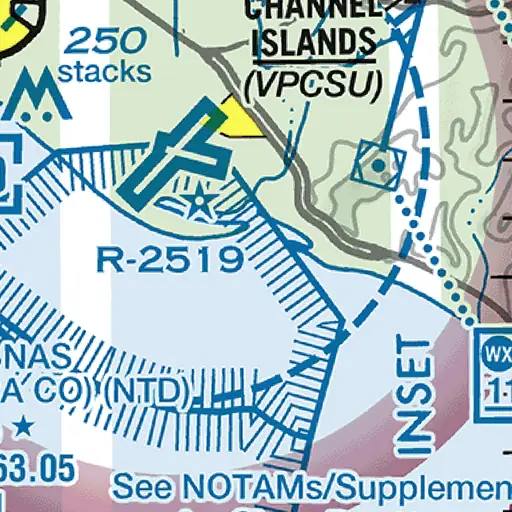 CHANNEL
ISLANDS
(VPCSU)
250
stacks
R-2519
NAS
A CO) (NTD)
INSET
WX
11
63.05
See NOTAMs/Supplemen